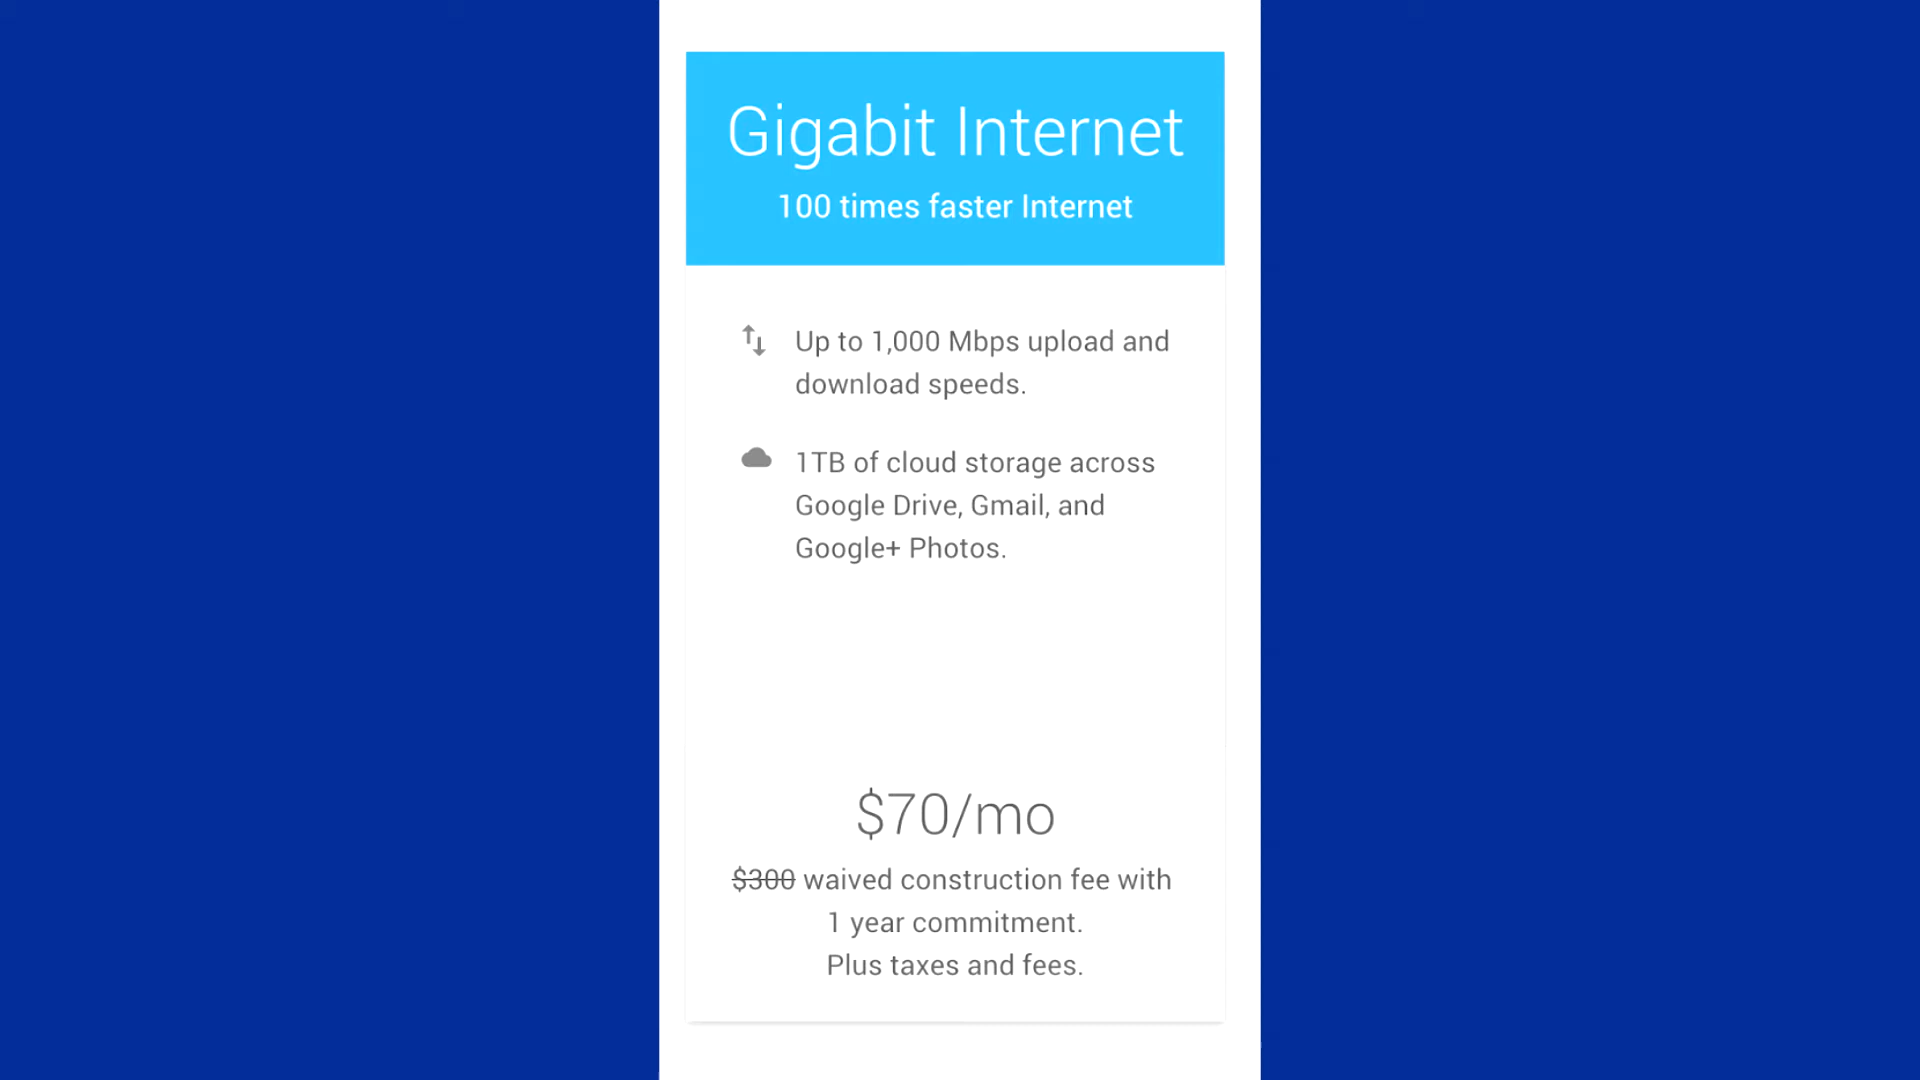 Gigabit Internet
100 times faster Internet
Up to 1,000 Mbps upload and
download speeds.
1TB of cloud storage across
Google Drive, Gmail, and
Google+ Photos.
$70/mo
$300 waived construction fee with
1 year commitment.
Plus taxes and fees.